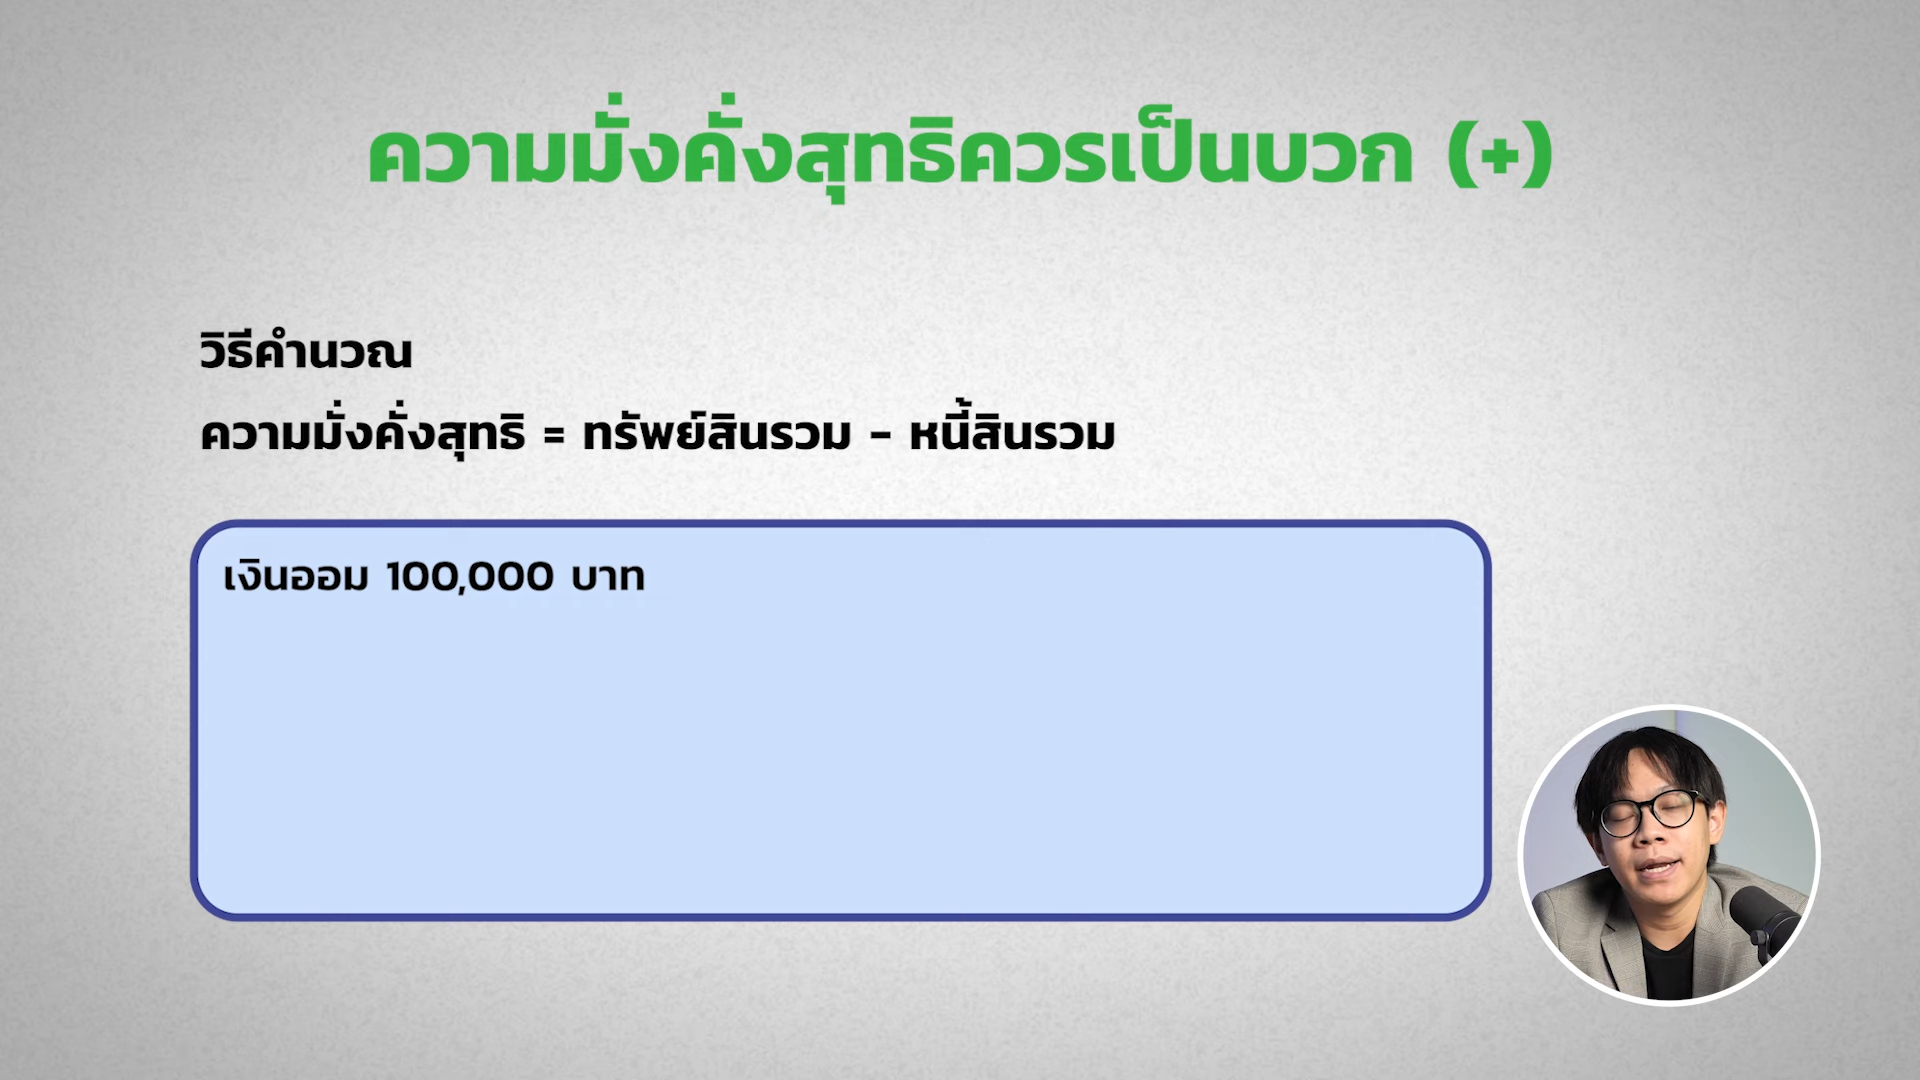 ความมั่งคั่งสุทธิควรเป็นบวก (+)
วิธีคำนวณ
ความมั่งคั่งสุทธิ = ทรัพย์สินรวม - หนี้สินรวม
เงินออม 100,000 บาท